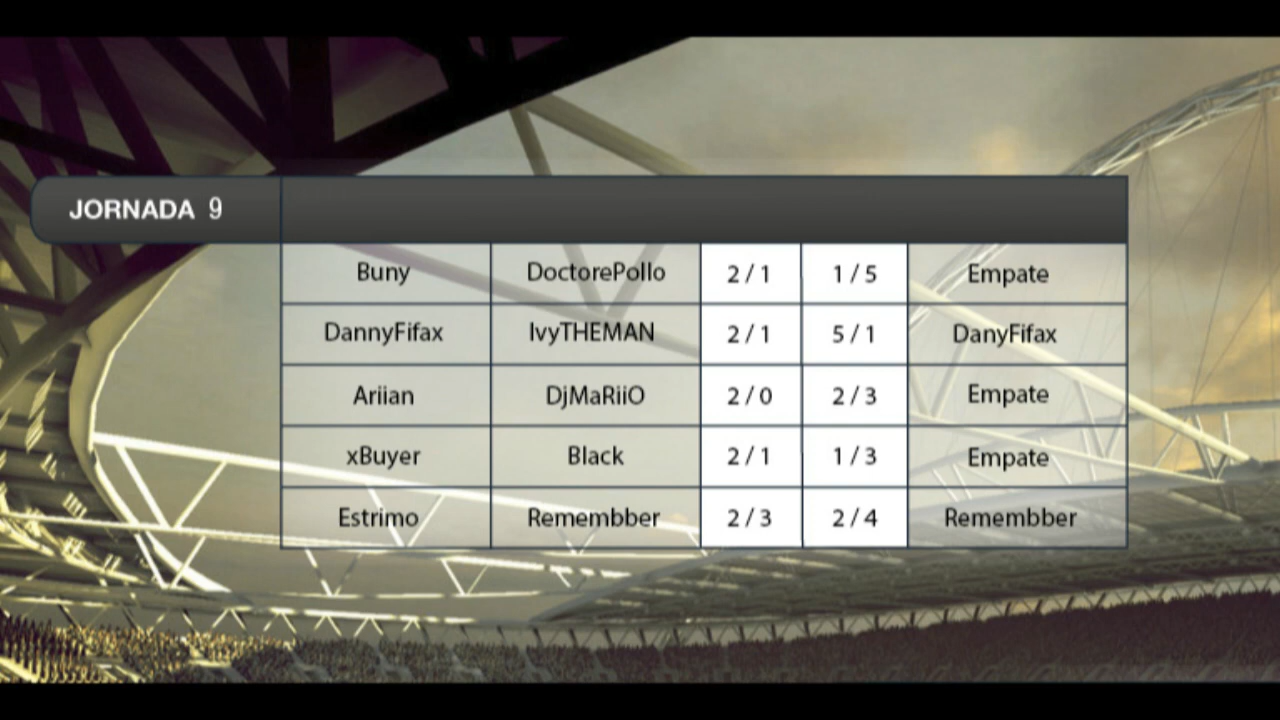 JORNADA 9
Buny DoctorePollo 2 / 1 1 / 5 Empate
DannyFifax IvyTHEMAN 2 / 1 5 / 1 DanyFifax
Ariian DjMaRiiO 2 / 0 2 / 3 Empate
xBuyer Black 2 / 1 1 / 3 Empate
Estrimo Remembber 2 / 3 2 / 4 Remembber